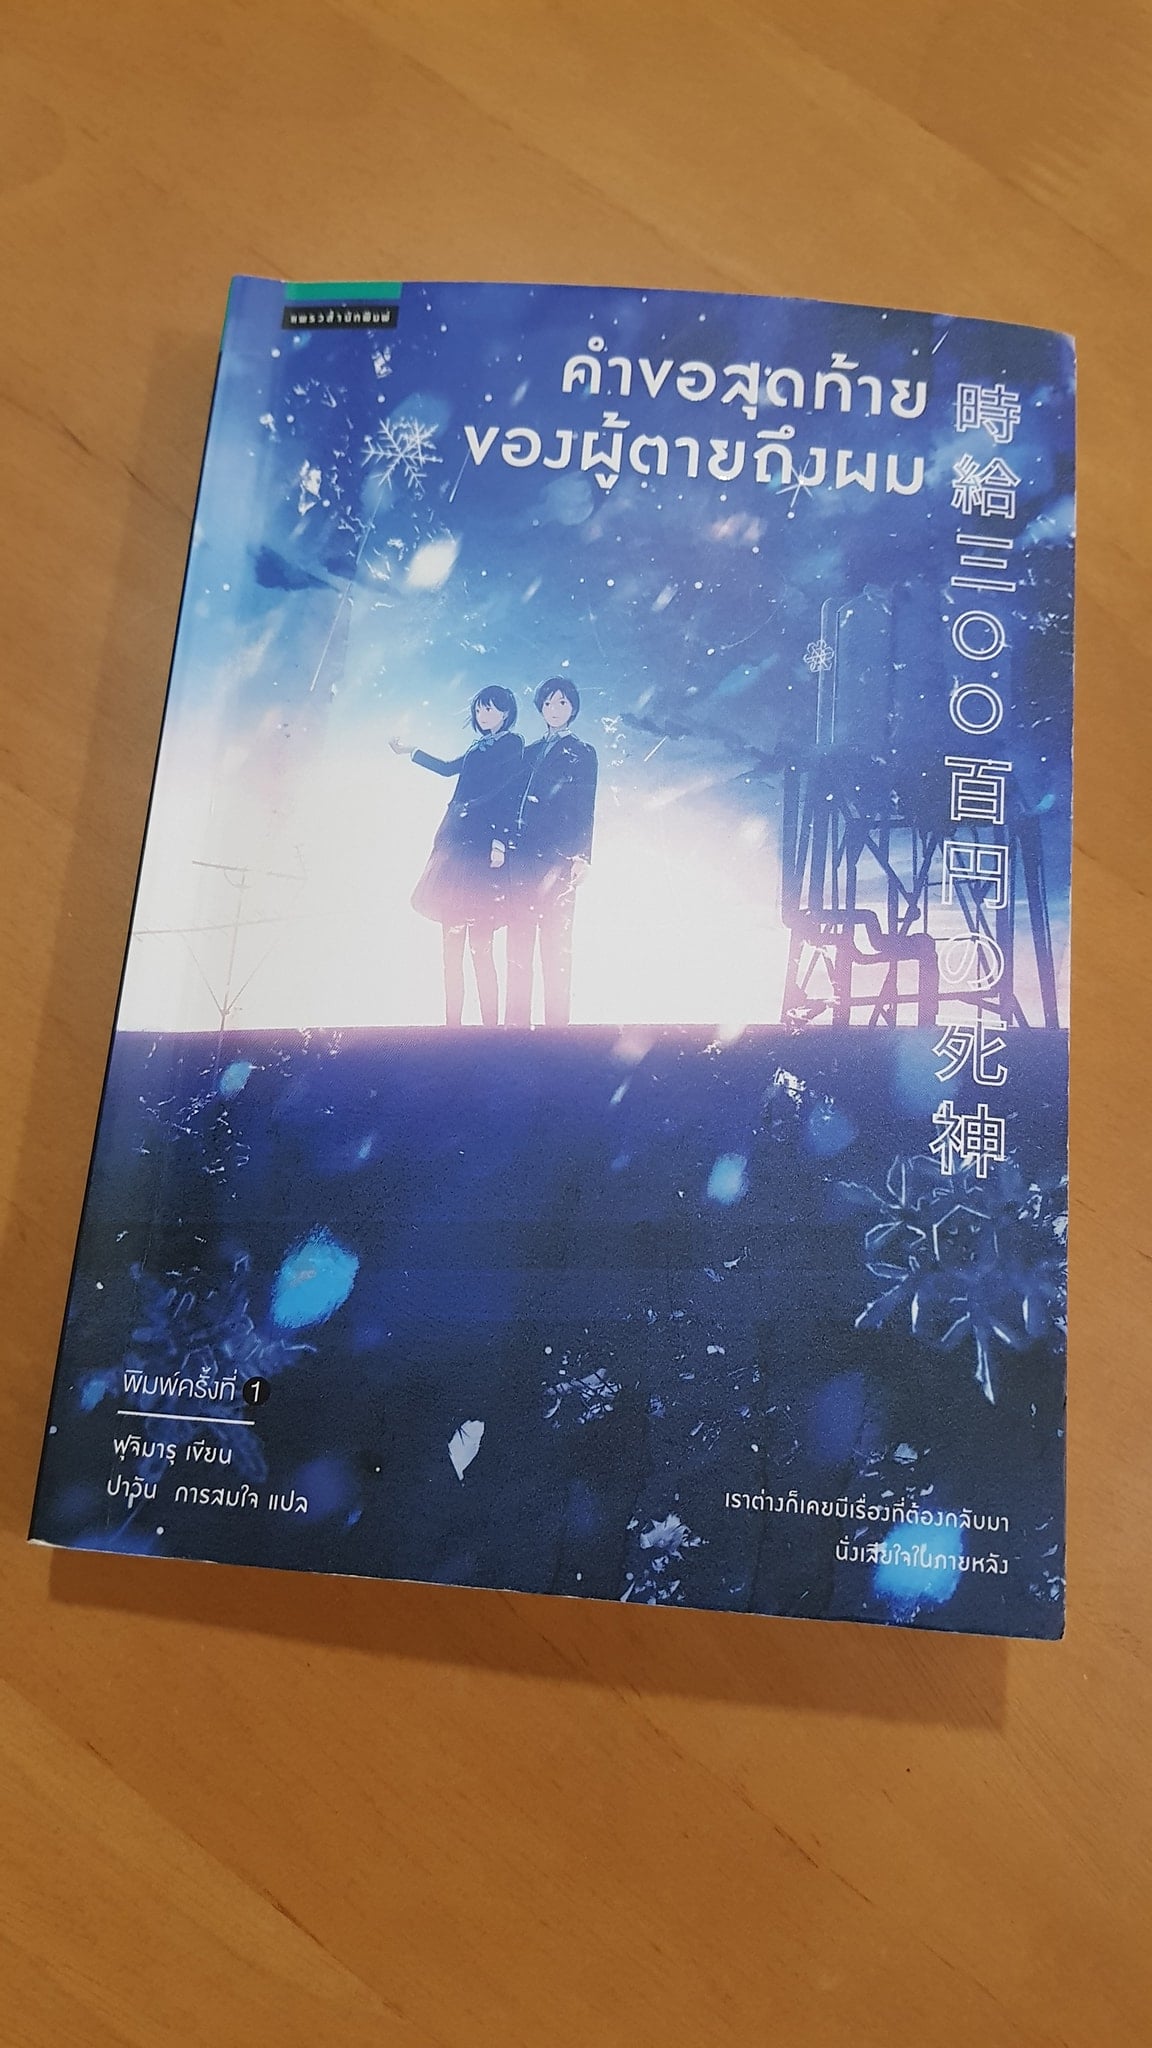 แพรวสำนักพิมพ์
คำขอสุดท้าย
ของผู้ตายถึงผม
時給三〇〇百円の死神
พิมพ์ครั้งที่ 1
ฟุจิมารุ เขียน
ปาวัน การสมใจ แปล
เราต่างก็เคยมีเรื่องที่ต้องกลับมา
นั่งเสียใจในภายหลัง